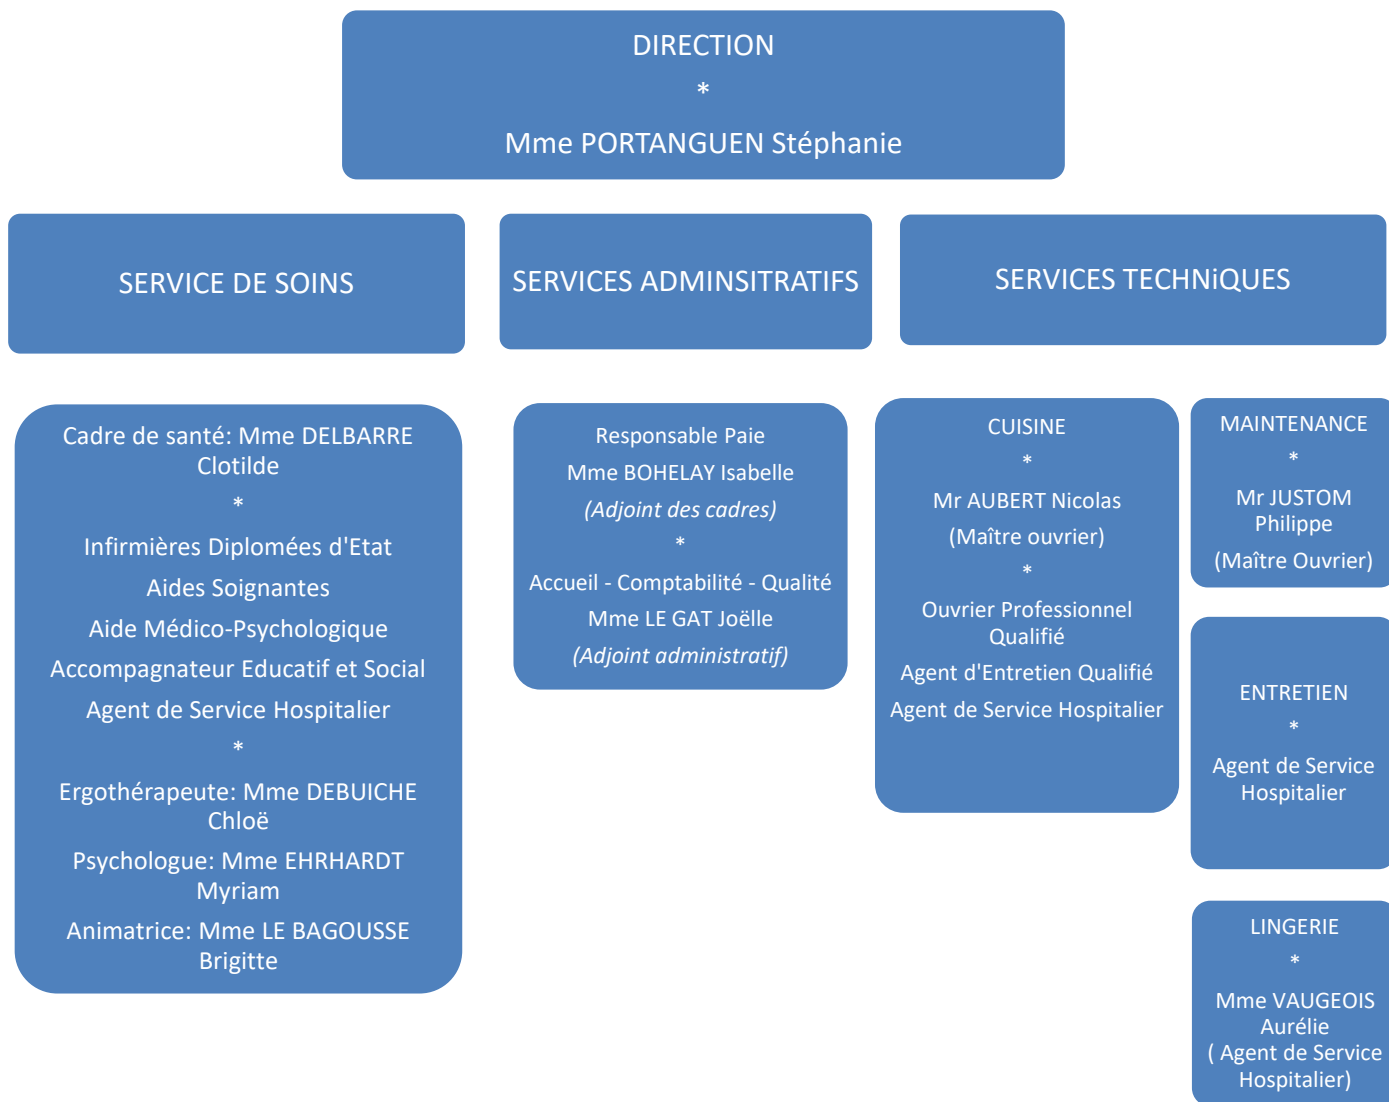 DIRECTION
*
Mme PORTANGUEN Stéphanie
SERVICE DE SOINS
SERVICES ADMINSITRATIFS
SERVICES TECHNiQUES
Cadre de santé: Mme DELBARRE
Clotilde
*
Infirmières Diplomées d'Etat
Aides Soignantes
Aide Médico-Psychologique
Accompagnateur Educatif et Social
Agent de Service Hospitalier
*
Ergothérapeute: Mme DEBUICHE
Chloë
Psychologue: Mme EHRHARDT
Myriam
Animatrice: Mme LE BAGOUSSE
Brigitte
Responsable Paie
Mme BOHELAY Isabelle
(Adjoint des cadres)
*
Accueil - Comptabilité - Qualité
Mme LE GAT Joëlle
(Adjoint administratif)
CUISINE
*
Mr AUBERT Nicolas
(Maître ouvrier)
*
Ouvrier Professionnel
Qualifié
Agent d'Entretien Qualifié
Agent de Service Hospitalier
MAINTENANCE
*
Mr JUSTOM
Philippe
(Maître Ouvrier)
ENTRETIEN
*
Agent de Service
Hospitalier
LINGERIE
*
Mme VAUGEOIS
Aurélie
( Agent de Service
Hospitalier)